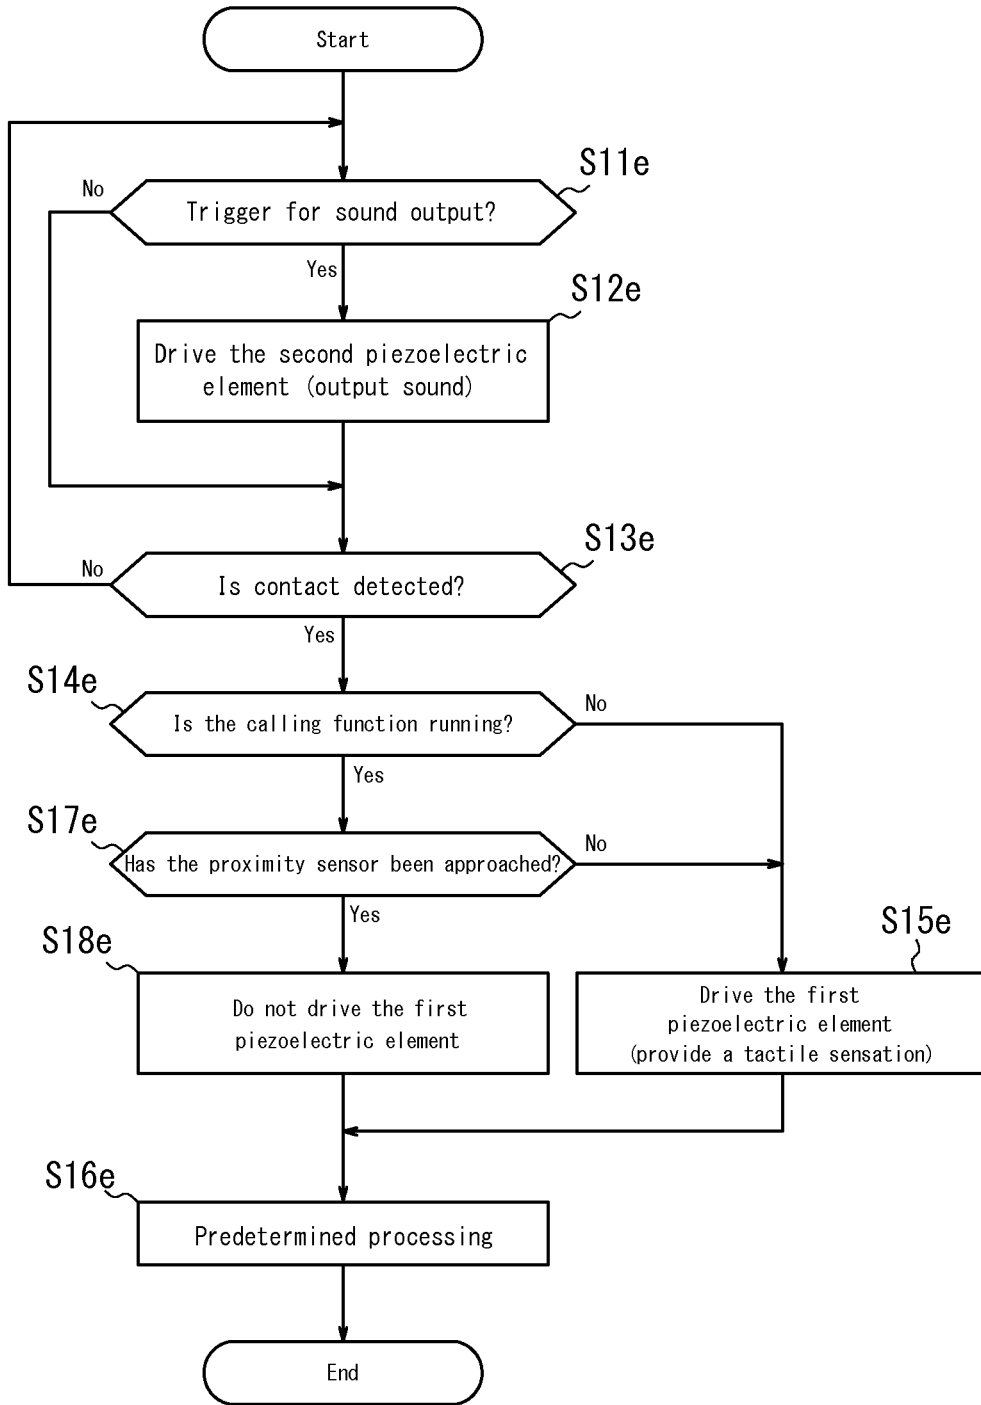 Start
S11e
No
Trigger for sound output?
Yes
S12e
Drive the second piezoelectric
element (output sound)
S13e
No
Is contact detected?
Yes
S14e
No
Is the calling function running?
Yes
S17e
No
Has the proximity sensor been approached?
Yes
S18e
S15e
Do not drive the first
piezoelectric element
Drive the first
piezoelectric element
(provide a tactile sensation)
S16e
Predetermined processing
End